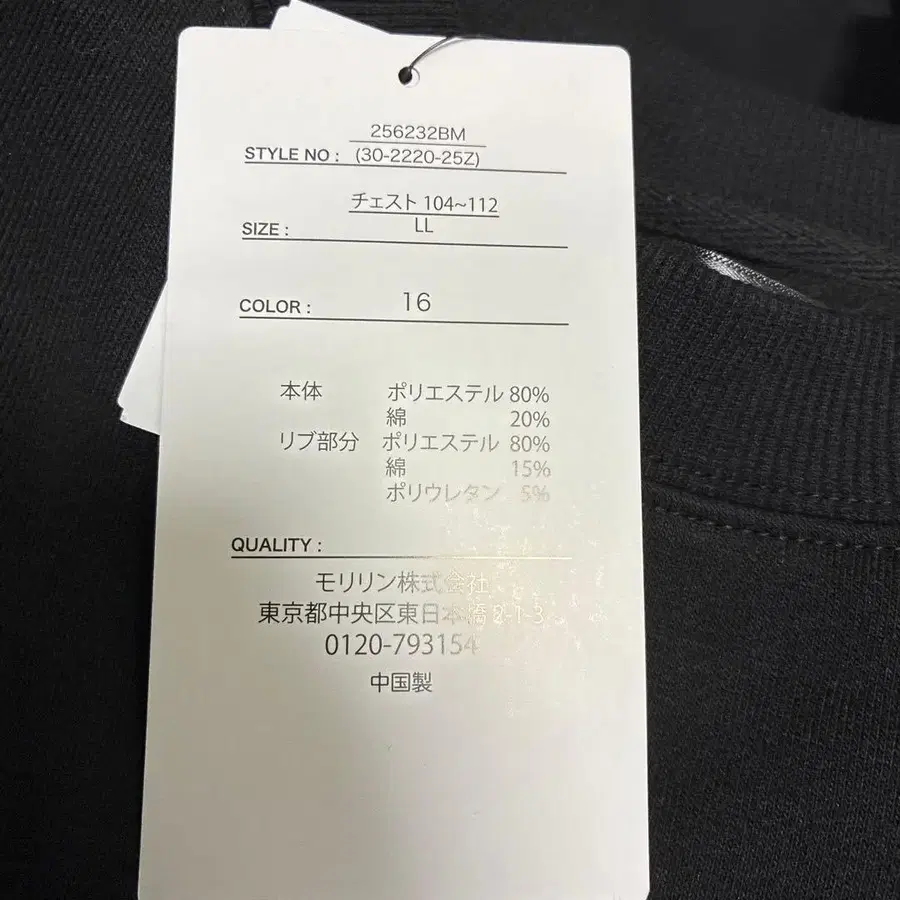 256232BM
STYLE NO : (30-2220-25Z)
チェスト 104~112
SIZE : LL
COLOR : 16
本体 ポリエステル 80%
綿 20%
リブ部分 ポリエステル 80%
綿 15%
ポリウレタン 5%
QUALITY :
モリリン株式会社
東京都中央区東日本橋 2-1-3
0120-793154
中国製